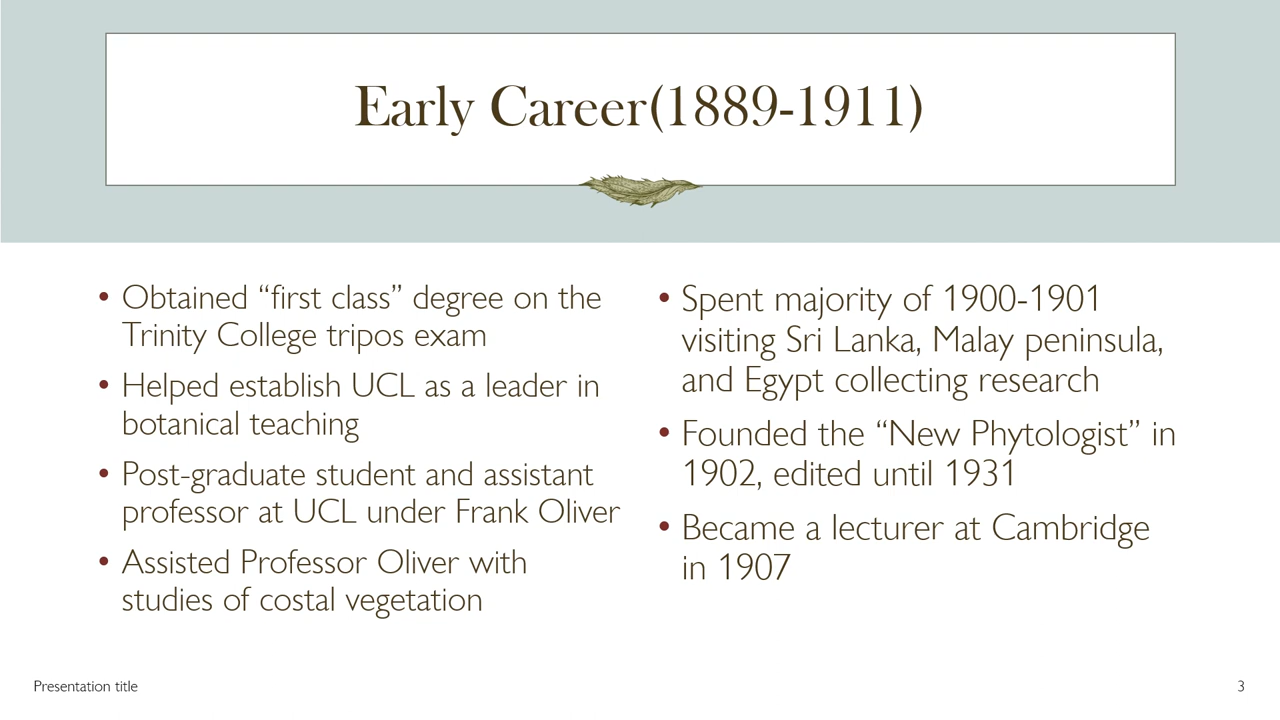 Early Career(1889-1911)
• Obtained “first class” degree on the
Trinity College tripos exam
• Helped establish UCL as a leader in
botanical teaching
• Post-graduate student and assistant
professor at UCL under Frank Oliver
• Assisted Professor Oliver with
studies of costal vegetation
• Spent majority of 1900-1901
visiting Sri Lanka, Malay peninsula,
and Egypt collecting research
• Founded the “New Phytologist” in
1902, edited until 1931
• Became a lecturer at Cambridge
in 1907
Presentation title
3